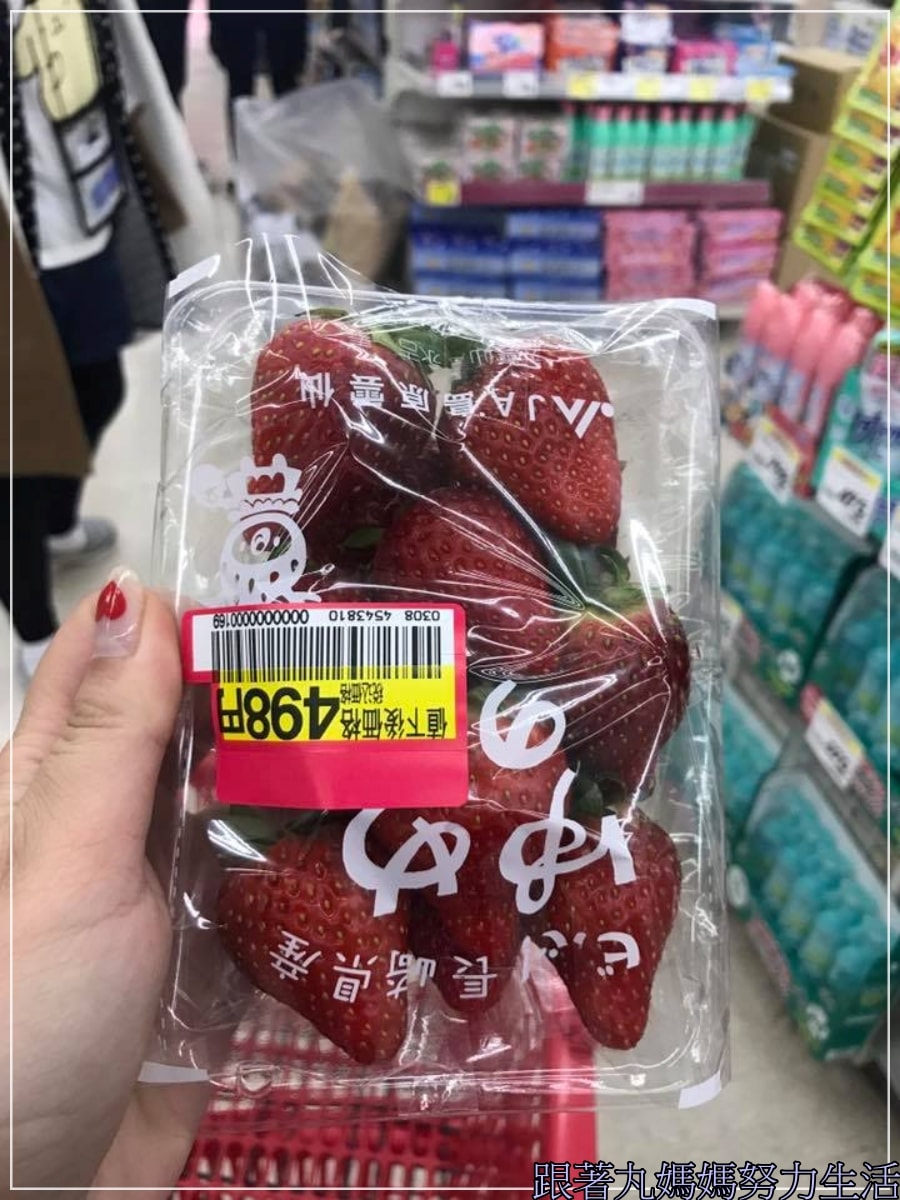 長崎県産
ゆめ
の
値下後価格
税込価格
498円
0308 4543810 0000000000169
JA島原雲仙
跟著丸媽媽努力生活